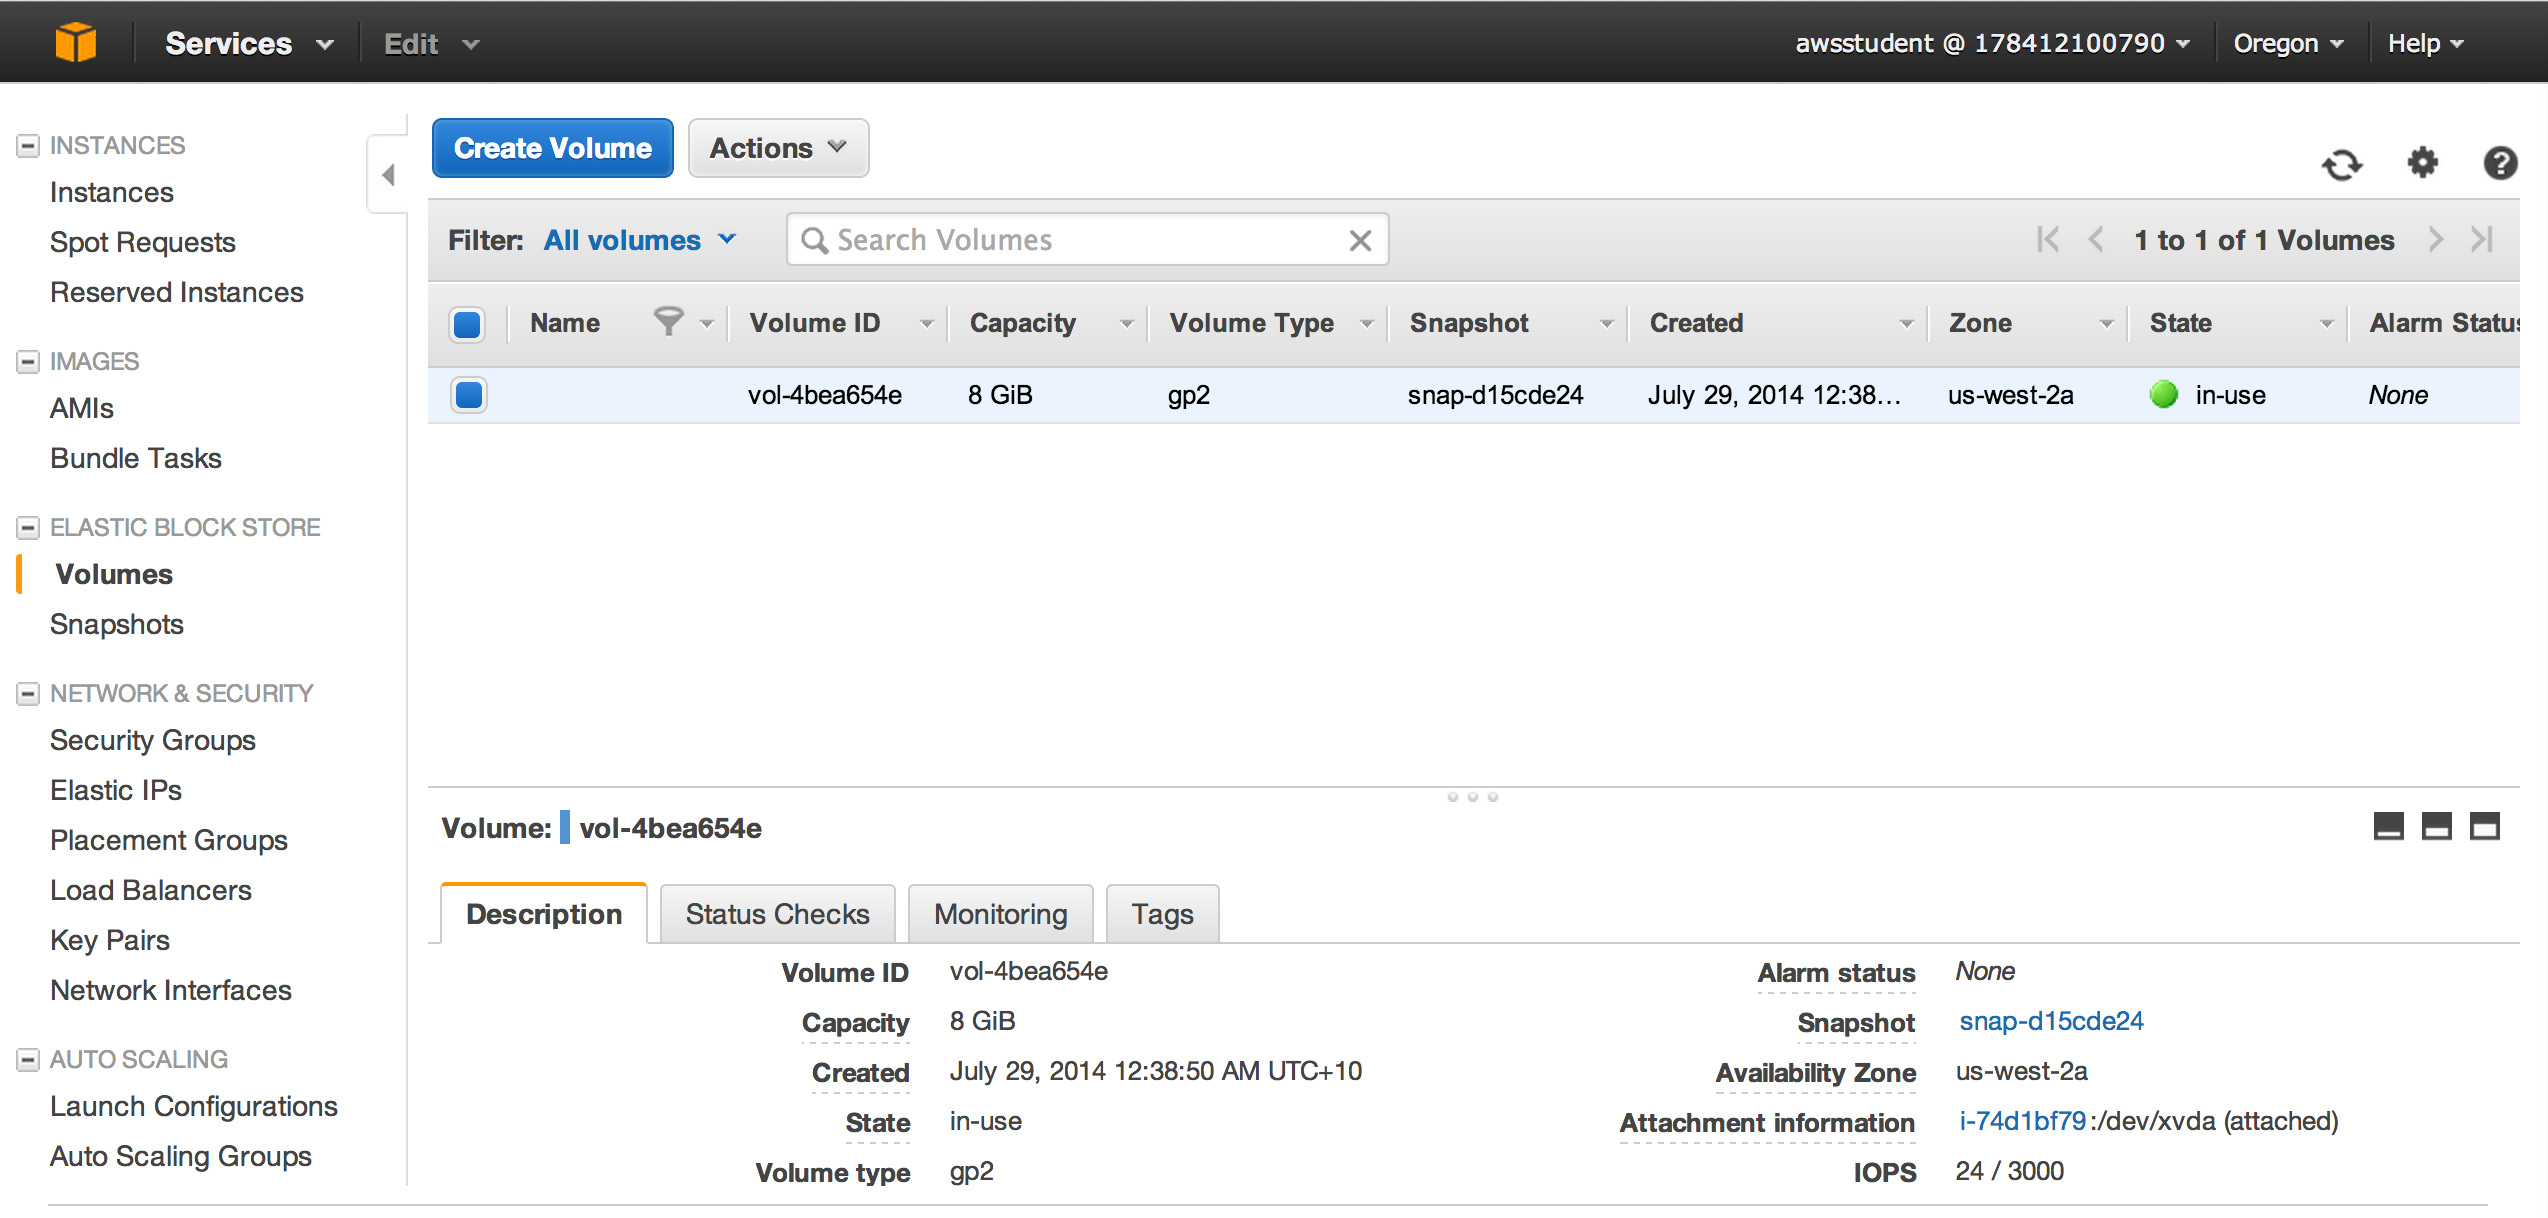 Services Edit awsstudent @ 178412100790 Oregon Help
INSTANCES
Instances
Spot Requests
Reserved Instances
IMAGES
AMIs
Bundle Tasks
ELASTIC BLOCK STORE
Volumes
Snapshots
NETWORK & SECURITY
Security Groups
Elastic IPs
Placement Groups
Load Balancers
Key Pairs
Network Interfaces
AUTO SCALING
Launch Configurations
Auto Scaling Groups
Create Volume Actions
Filter: All volumes Search Volumes 1 to 1 of 1 Volumes
Name Volume ID Capacity Volume Type Snapshot Created Zone State Alarm Status
vol-4bea654e 8 GiB gp2 snap-d15cde24 July 29, 2014 12:38... us-west-2a in-use None
Volume: vol-4bea654e
Description Status Checks Monitoring Tags
Volume ID vol-4bea654e Alarm status None
Capacity 8 GiB Snapshot snap-d15cde24
Created July 29, 2014 12:38:50 AM UTC+10 Availability Zone us-west-2a
State in-use Attachment information i-74d1bf79:/dev/xvda (attached)
Volume type gp2 IOPS 24 / 3000